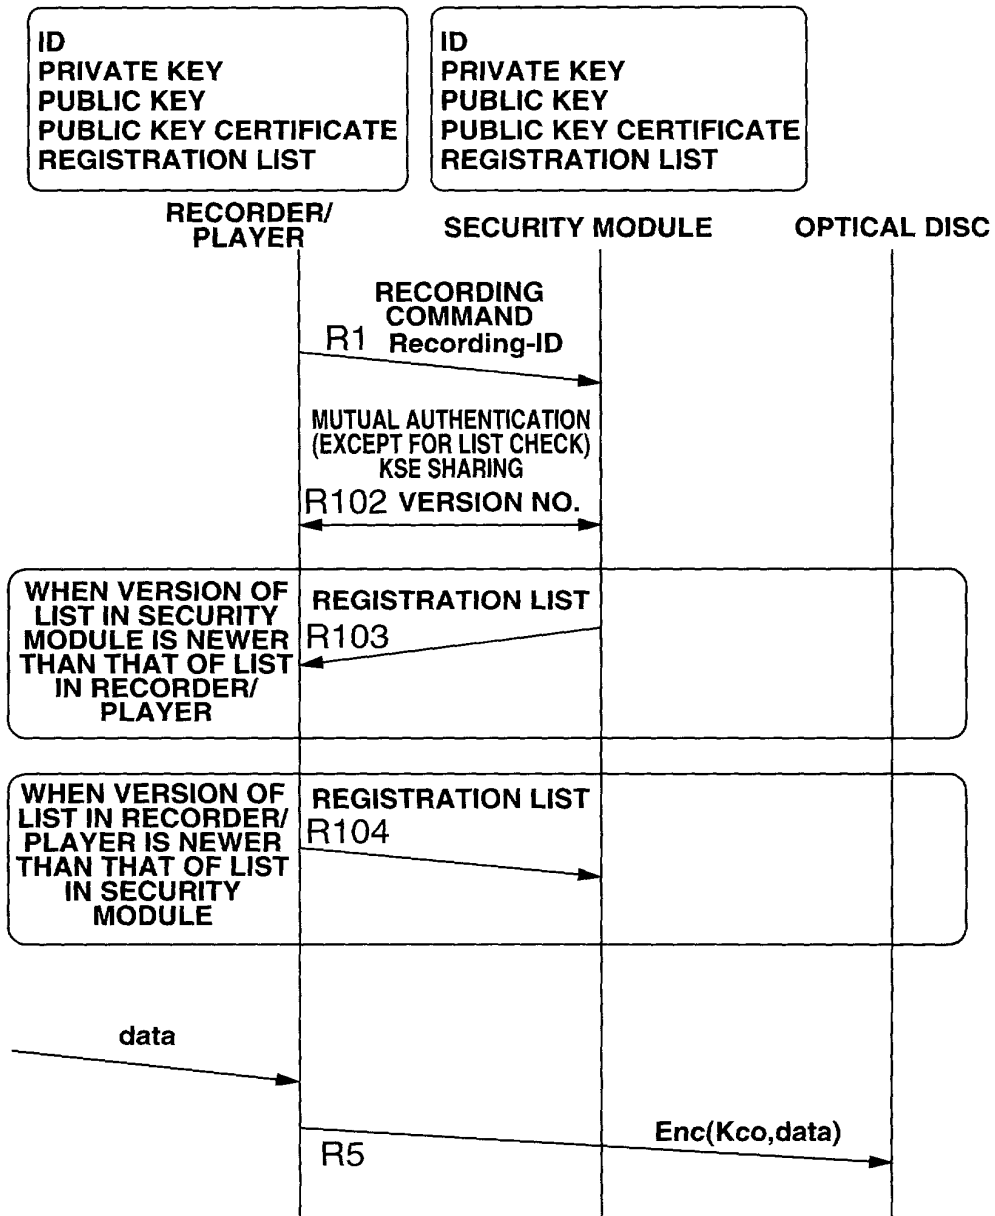 ID
PRIVATE KEY
PUBLIC KEY
PUBLIC KEY CERTIFICATE
REGISTRATION LIST
ID
PRIVATE KEY
PUBLIC KEY
PUBLIC KEY CERTIFICATE
REGISTRATION LIST
RECORDER/
PLAYER
SECURITY MODULE
OPTICAL DISC
RECORDING
COMMAND
R1 Recording-ID
MUTUAL AUTHENTICATION
(EXCEPT FOR LIST CHECK)
KSE SHARING
R102 VERSION NO.
WHEN VERSION OF
LIST IN SECURITY
MODULE IS NEWER
THAN THAT OF LIST
IN RECORDER/
PLAYER
REGISTRATION LIST
R103
WHEN VERSION OF
LIST IN RECORDER/
PLAYER IS NEWER
THAN THAT OF LIST
IN SECURITY
MODULE
REGISTRATION LIST
R104
data
Enc(Kco,data)
R5